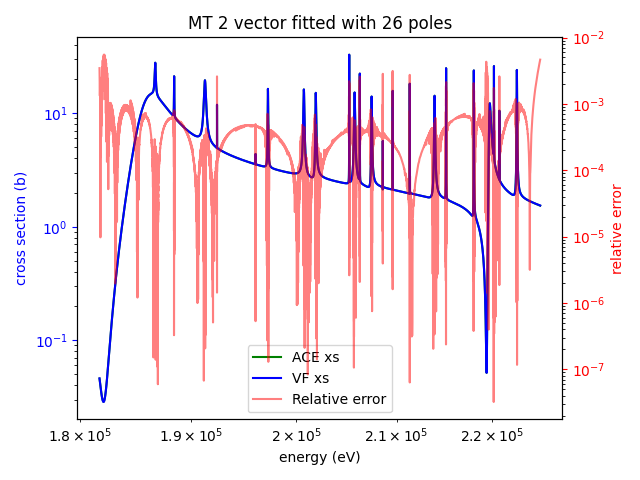 MT 2 vector fitted with 26 poles
cross section (b)
10¹
10⁰
10⁻¹
10⁻²
10⁻³
10⁻⁴
10⁻⁵
10⁻⁶
10⁻⁷
relative error
ACE xs
VF xs
Relative error
1.8 × 10⁵ 1.9 × 10⁵ 2 × 10⁵ 2.1 × 10⁵ 2.2 × 10⁵
energy (eV)